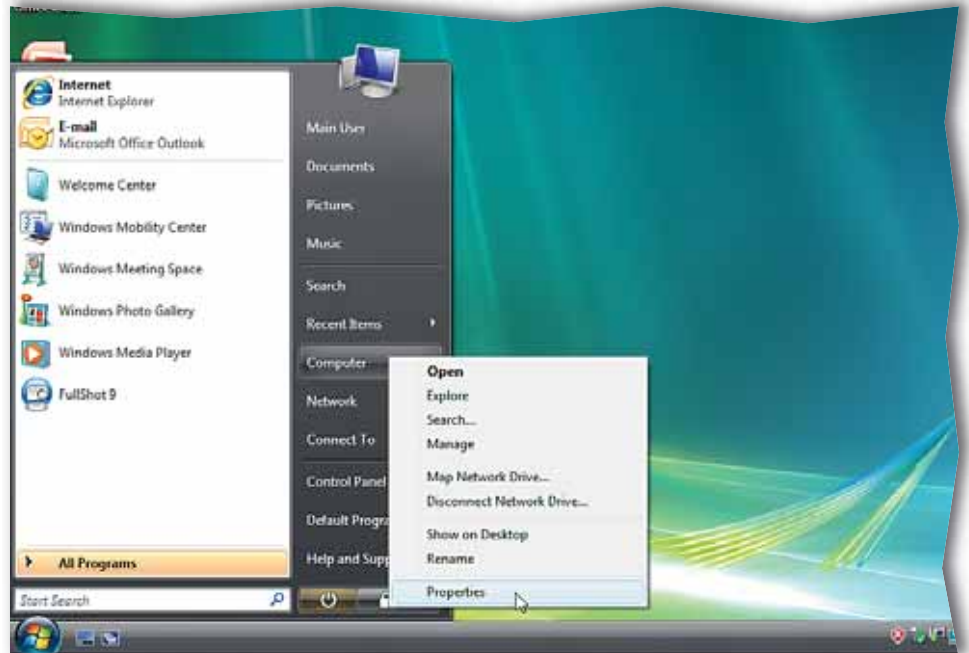 Internet
Internet Explorer
E-mail
Microsoft Office Outlook
Welcome Center
Windows Mobility Center
Windows Meeting Space
Windows Photo Gallery
Windows Media Player
FullShot 9
All Programs
Start Search
Main User
Documents
Pictures
Music
Search
Recent Items
Computer
Network
Connect To
Control Panel
Default Progra
Help and Supp
Open
Explore
Search...
Manage
Map Network Drive...
Disconnect Network Drive...
Show on Desktop
Rename
Properties